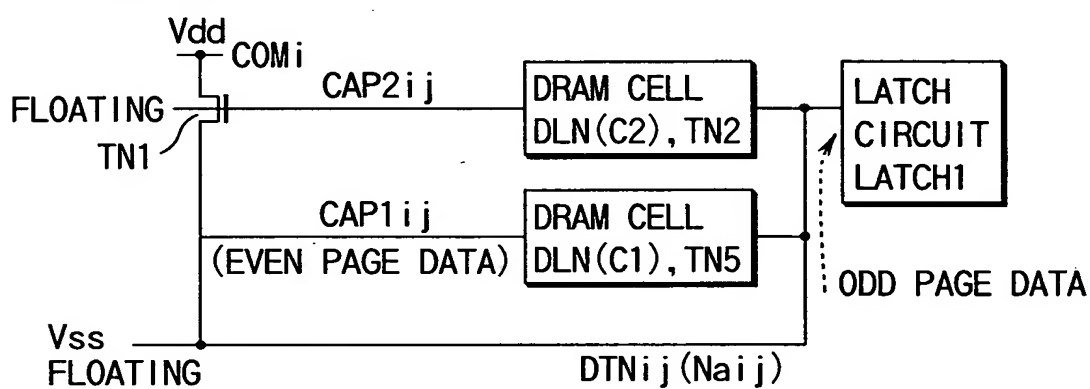 Vdd
COMi
FLOATING
TN1
CAP2ij
DRAM CELL
DLN(C2), TN2
LATCH
CIRCUIT
LATCH1
CAP1ij
(EVEN PAGE DATA)
DRAM CELL
DLN(C1), TN5
ODD PAGE DATA
Vss
FLOATING
DTNij(Naij)